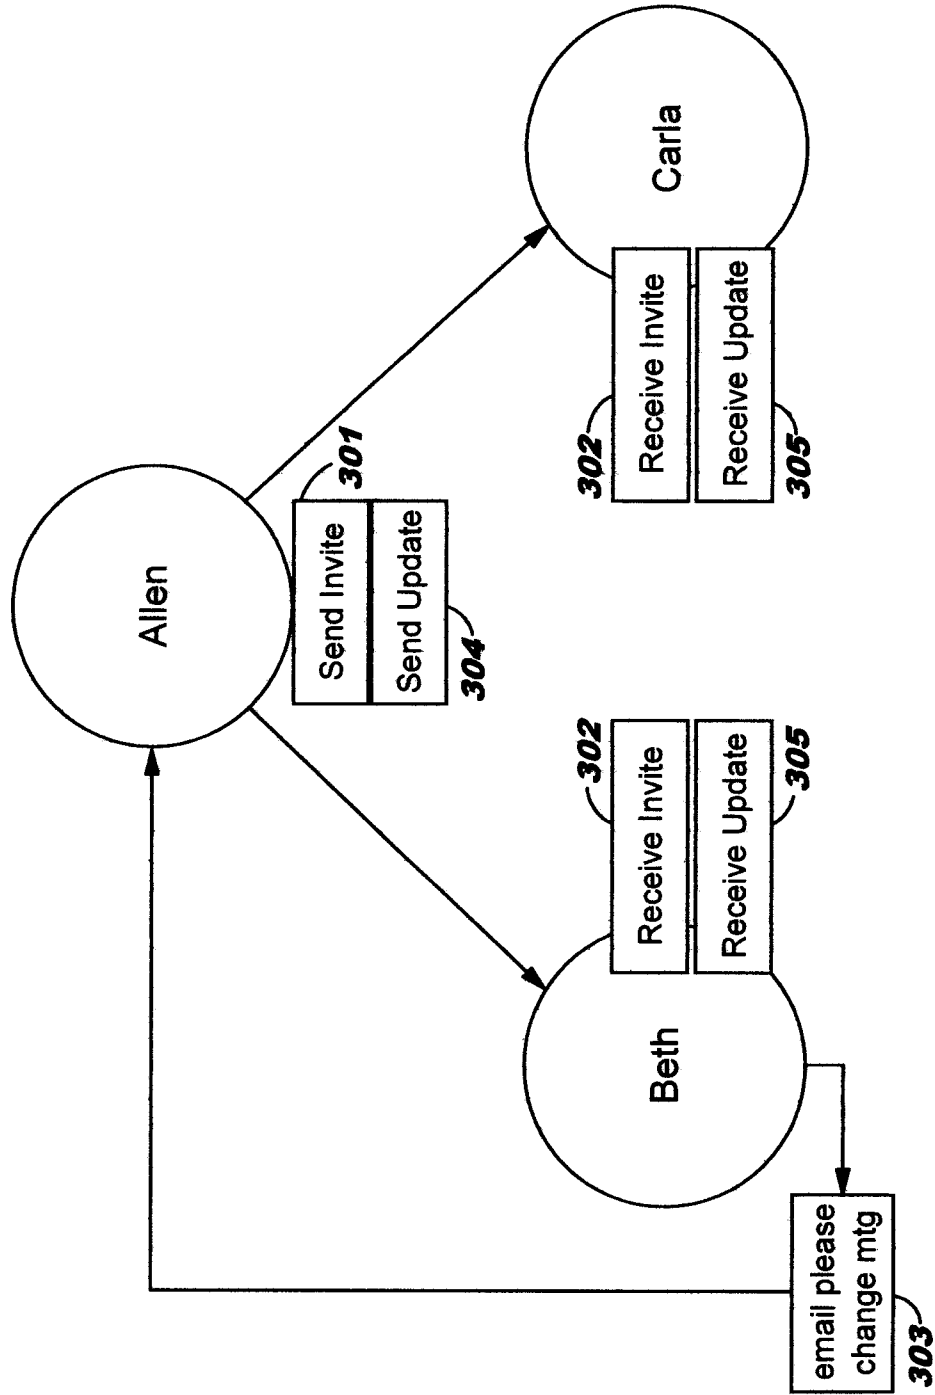 Allen
301
Send Invite
Send Update
304
302
Receive Invite
Receive Update
305
Beth
302
Receive Invite
Receive Update
305
Carla
email please
change mtg
303